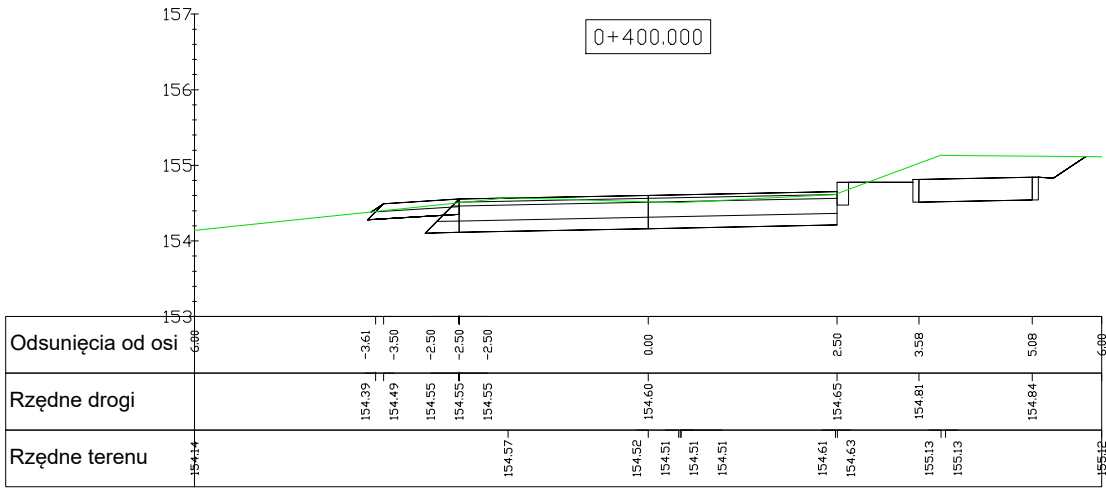 157
0+400.000
156
155
154
153
Odsunięcia od osi
6.00 -3.61 -3.50 -2.50 -2.50 -2.50 0.00 2.50 3.58 5.08 6.00
Rzędne drogi
154.39 154.49 154.55 154.55 154.55 154.60 154.65 154.81 154.84
Rzędne terenu
154.14 154.57 154.52 154.51 154.51 154.51 154.61 154.63 155.13 155.13 155.12